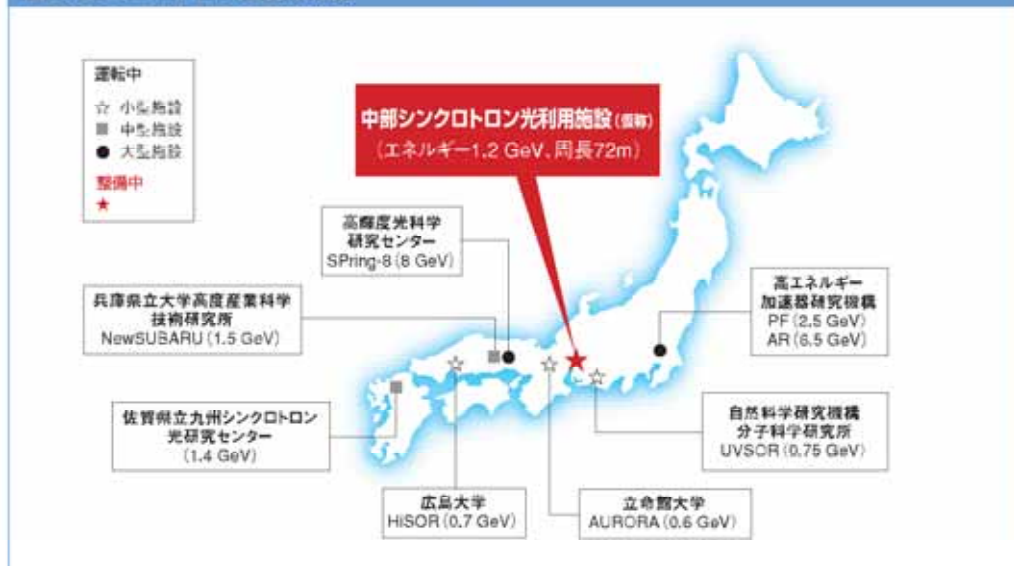 運転中
☆ 小型施設
■ 中型施設
● 大型施設
整備中
★
中部シンクロトロン光利用施設(仮称)
(エネルギー1.2 GeV、周長72m)
高輝度光科学
研究センター
SPring-8(8 GeV)
兵庫県立大学高度産業科学
技術研究所
NewSUBARU(1.5 GeV)
佐賀県立九州シンクロトロン
光研究センター
(1.4 GeV)
広島大学
HiSOR(0.7 GeV)
立命館大学
AURORA(0.6 GeV)
高エネルギー
加速器研究機構
PF(2.5 GeV)
AR(6.5 GeV)
自然科学研究機構
分子科学研究所
UVSOR(0.75 GeV)